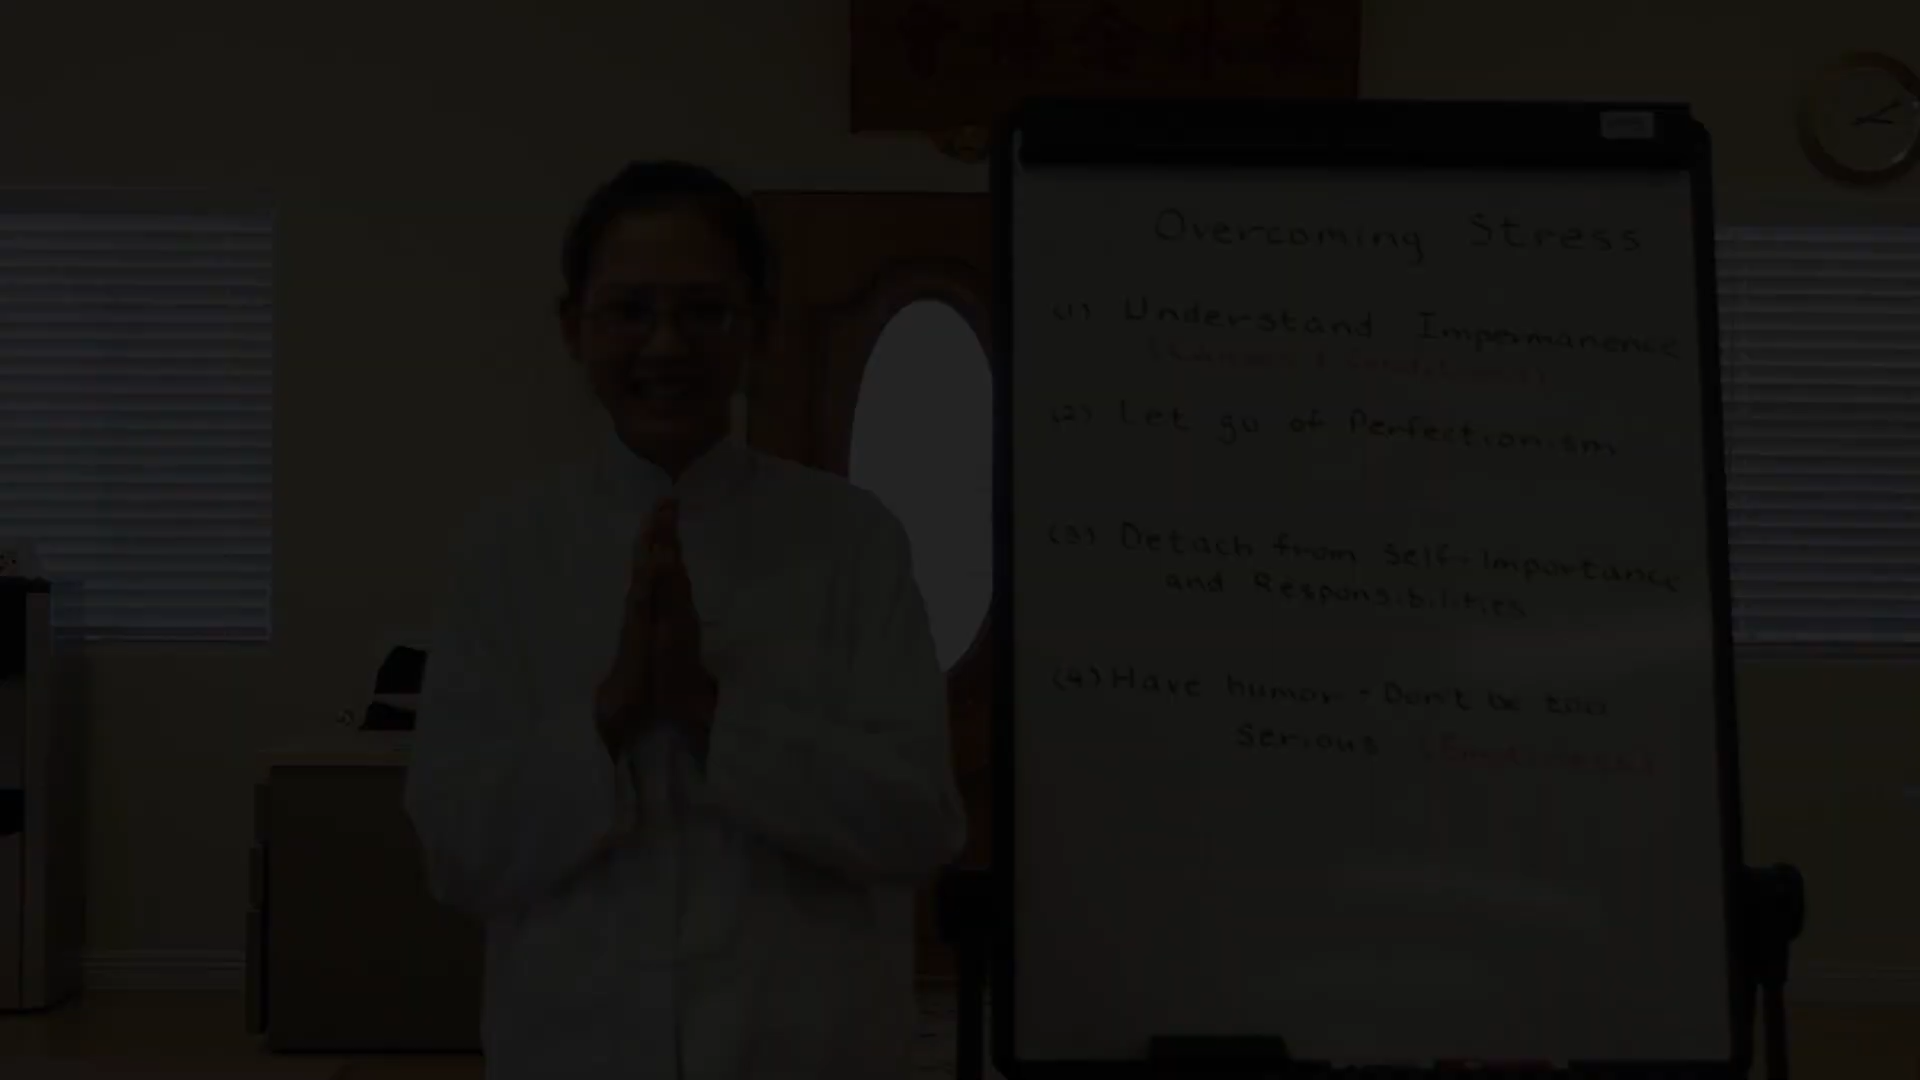 Overcoming Stress
(1) Understand Impermanence
(2) Let go of Perfectionism
(3) Detach from Self-Importance
and Responsibilities
(4) Have humor - Don't be too
serious (Emptiness)